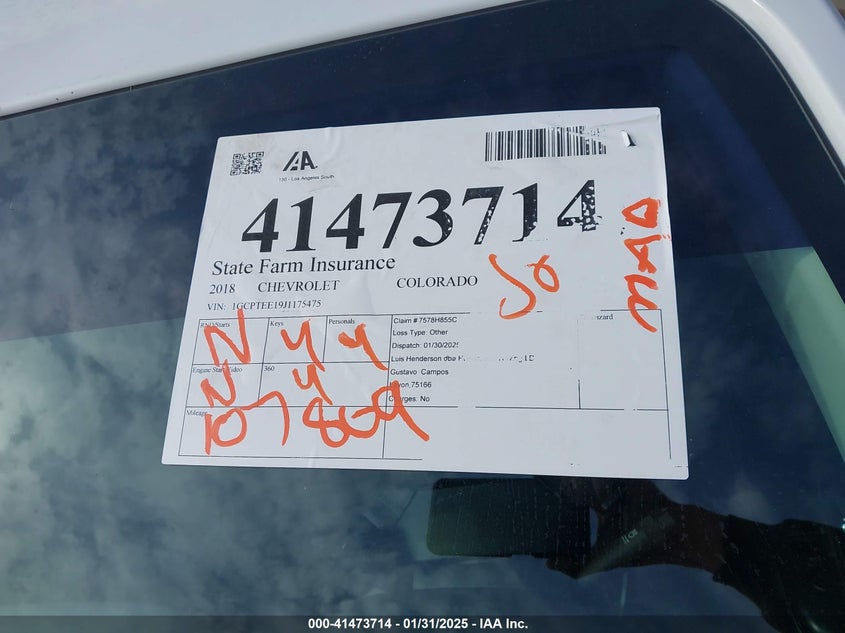 IAA
130 - Los Angeles South
41473714
State Farm Insurance
2018 CHEVROLET COLORADO
VIN: 1GCPTEE19J1175475
Keys Personals
N Y Y
Claim # 7578H855C
Loss Type: Other
Dispatch: 01/30/2025
Luis Henderson dba
Engine Start Video 360
N Y
Gustavo Campos
75166
Charges: No
Mileage
107869
000-41473714 - 01/31/2025 - IAA Inc.